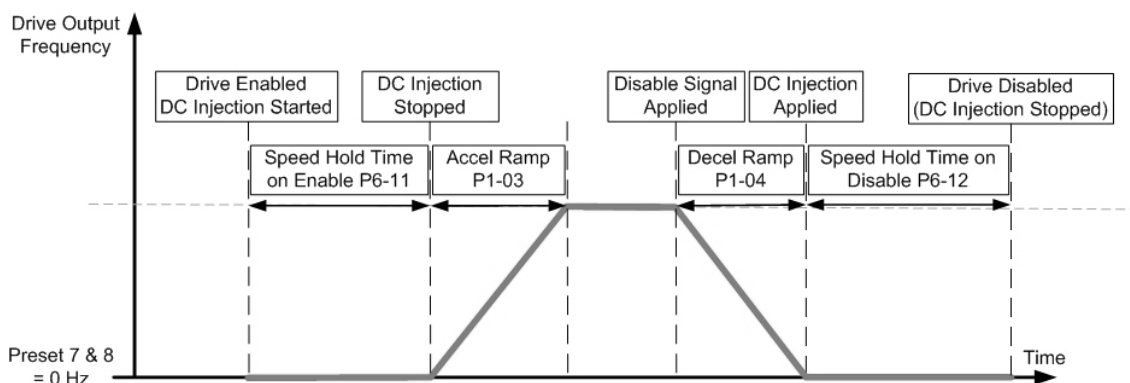 Drive Output
Frequency
Drive Enabled
DC Injection Started
DC Injection
Stopped
Disable Signal
Applied
DC Injection
Applied
Drive Disabled
(DC Injection Stopped)
Speed Hold Time
on Enable P6-11
Accel Ramp
P1-03
Decel Ramp
P1-04
Speed Hold Time on
Disable P6-12
Preset 7 & 8
= 0 Hz
Time